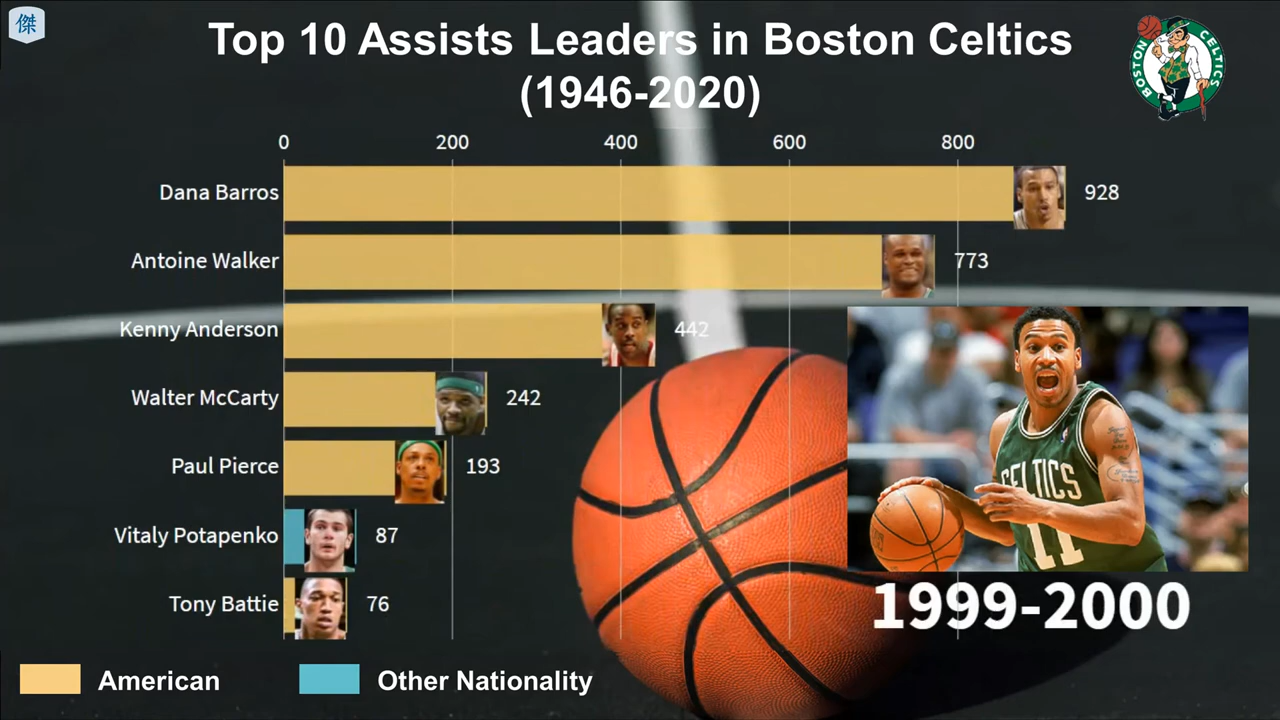 傑
Top 10 Assists Leaders in Boston Celtics
(1946-2020)
BOSTON CELTICS
0 200 400 600 800
Dana Barros 928
Antoine Walker 773
Kenny Anderson 442
Walter McCarty 242
Paul Pierce 193
Vitaly Potapenko 87
Tony Battie 76
CELTICS
11
1999-2000
American Other Nationality